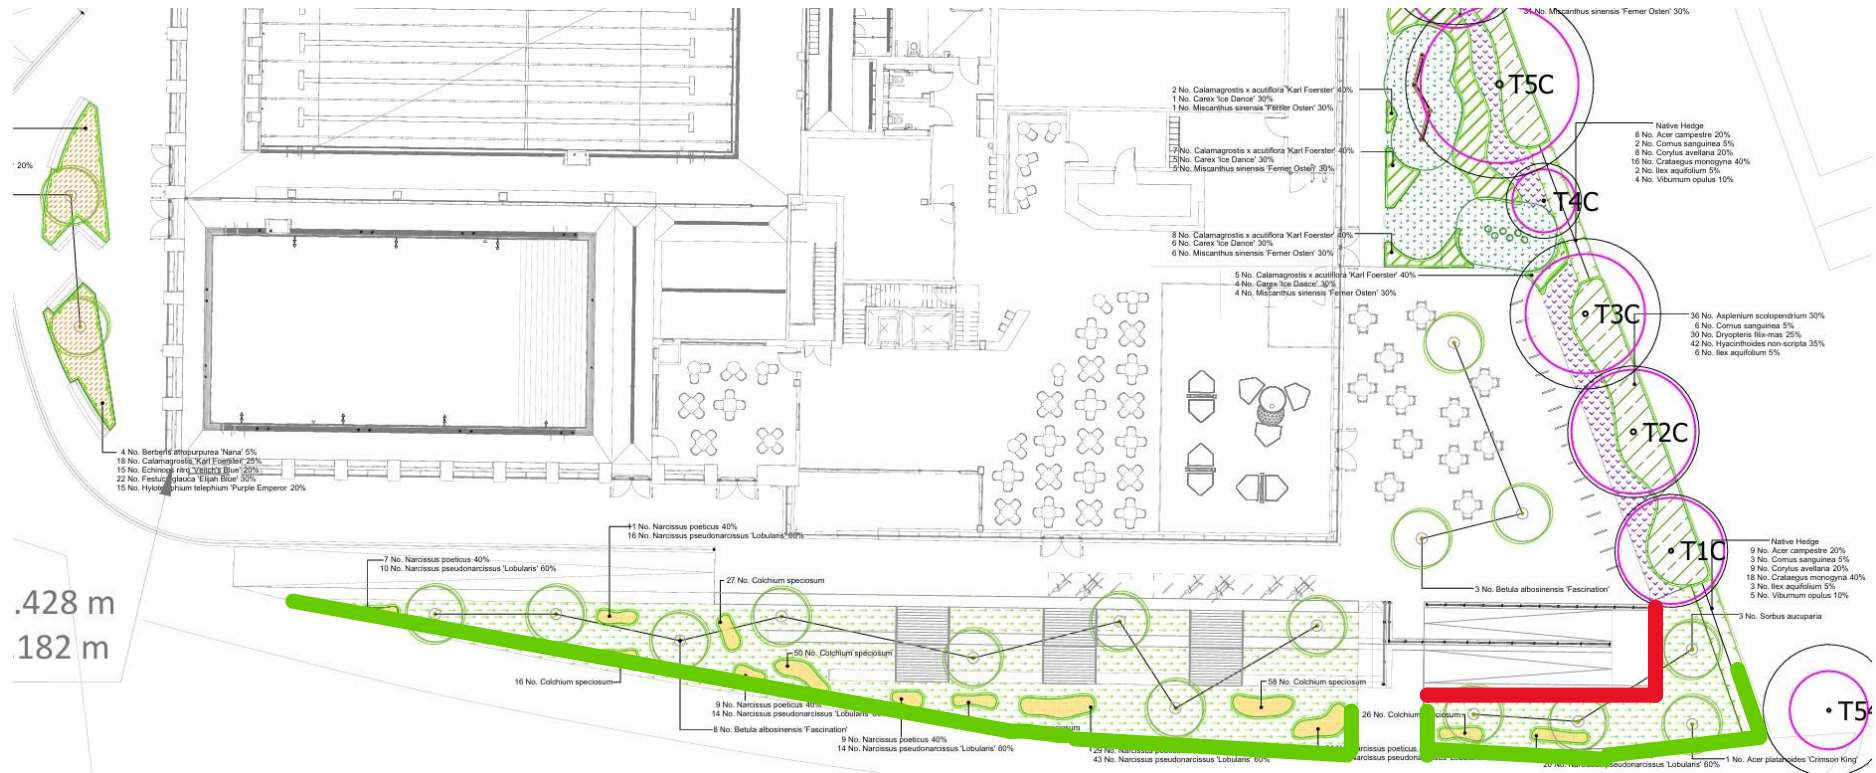 31 No. Miscanthus sinensis 'Ferner Osten' 30%
T5C
2 No. Calamagrostis x acutiflora 'Karl Foerster' 40%
1 No. Carex 'Ice Dance' 30%
1 No. Miscanthus sinensis 'Ferner Osten' 30%
Native Hedge
8 No. Acer campestre 20%
2 No. Cornus sanguinea 5%
8 No. Corylus avellana 20%
16 No. Crataegus monogyna 40%
2 No. Ilex aquifolium 5%
4 No. Viburnum opulus 10%
7 No. Calamagrostis x acutiflora 'Karl Foerster' 40%
5 No. Carex 'Ice Dance' 30%
5 No. Miscanthus sinensis 'Ferner Osten' 30%
20%
T4C
8 No. Calamagrostis x acutiflora 'Karl Foerster' 40%
6 No. Carex 'Ice Dance' 30%
6 No. Miscanthus sinensis 'Ferner Osten' 30%
5 No. Calamagrostis x acutiflora 'Karl Foerster' 40%
4 No. Carex 'Ice Dance' 30%
4 No. Miscanthus sinensis 'Ferner Osten' 30%
T3C
36 No. Asplenium scolopendrium 30%
6 No. Cornus sanguinea 5%
30 No. Dryopteris filix-mas 25%
42 No. Hyacinthoides non-scripta 35%
6 No. Ilex aquifolium 5%
T2C
4 No. Berberis atropurpurea 'Nana' 5%
18 No. Calamagrostis 'Karl Foerster' 25%
15 No. Echinops ritro 'Veitch's Blue' 20%
22 No. Festuca glauca 'Elijah Blue' 30%
15 No. Hylotelephium telephium 'Purple Emperor 20%
11 No. Narcissus poeticus 40%
16 No. Narcissus pseudonarcissus 'Lobularis' 60%
T1C
Native Hedge
9 No. Acer campestre 20%
3 No. Cornus sanguinea 5%
9 No. Corylus avellana 20%
18 No. Crataegus monogyna 40%
3 No. Ilex aquifolium 5%
5 No. Viburnum opulus 10%
7 No. Narcissus poeticus 40%
10 No. Narcissus pseudonarcissus 'Lobularis' 60%
27 No. Colchium speciosum
3 No. Betula albosinensis 'Fascination'
.428 m
3 No. Sorbus aucuparia
.182 m
50 No. Colchium speciosum
16 No. Colchium speciosum
58 No. Colchium speciosum
9 No. Narcissus poeticus 40%
14 No. Narcissus pseudonarcissus 'Lobularis'
26 No. Colchium speciosum
T54
8 No. Betula albosinensis 'Fascination'
9 No. Narcissus poeticus 40%
14 No. Narcissus pseudonarcissus 'Lobularis' 60%
29 No. Narcissus
43 No. Narcissus pseudonarcissus 'Lobularis' 60%
1 No. Acer platanoides 'Crimson King'
pseudonarcissus 'Lobularis' 60%